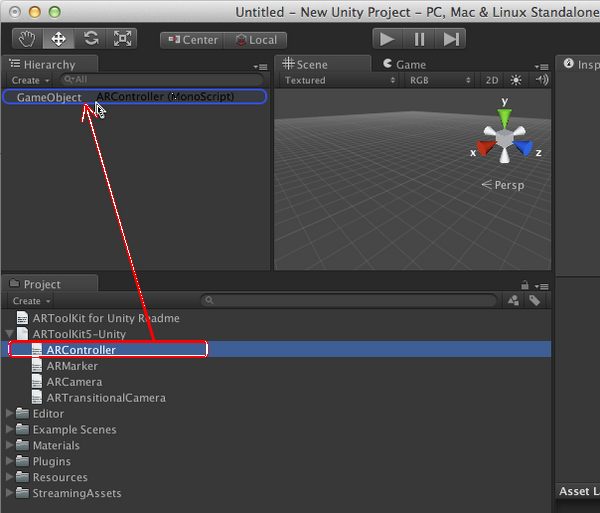 Untitled - New Unity Project - PC, Mac & Linux Standalone
Center Local
Hierarchy
Create All
GameObject ARController (MonoScript)
Scene Game
Textured RGB 2D
y
x z
Persp
Insp
Project
Create
ARToolKit for Unity Readme
ARToolKit5-Unity
ARController
ARMarker
ARCamera
ARTransitionalCamera
Editor
Example Scenes
Materials
Plugins
Resources
StreamingAssets
Asset La